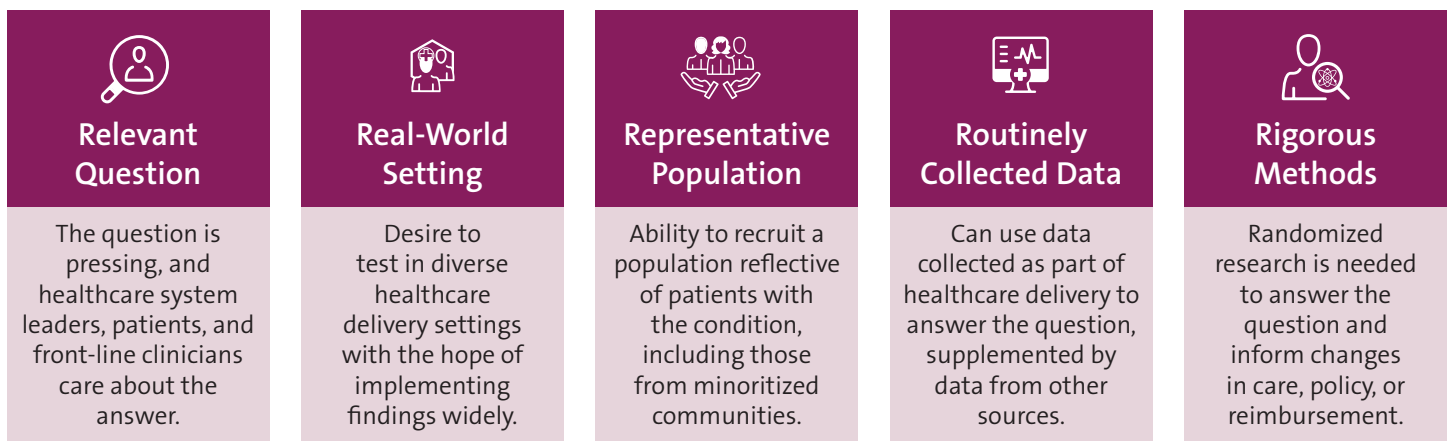 Relevant
Question
The question is
pressing, and
healthcare system
leaders, patients, and
front-line clinicians
care about the
answer.
Real-World
Setting
Desire to
test in diverse
healthcare
delivery settings
with the hope of
implementing
findings widely.
Representative
Population
Ability to recruit a
population reflective
of patients with
the condition,
including those
from minoritized
communities.
Routinely
Collected Data
Can use data
collected as part of
healthcare delivery to
answer the question,
supplemented by
data from other
sources.
Rigorous
Methods
Randomized
research is needed
to answer the
question and
inform changes
in care, policy, or
reimbursement.